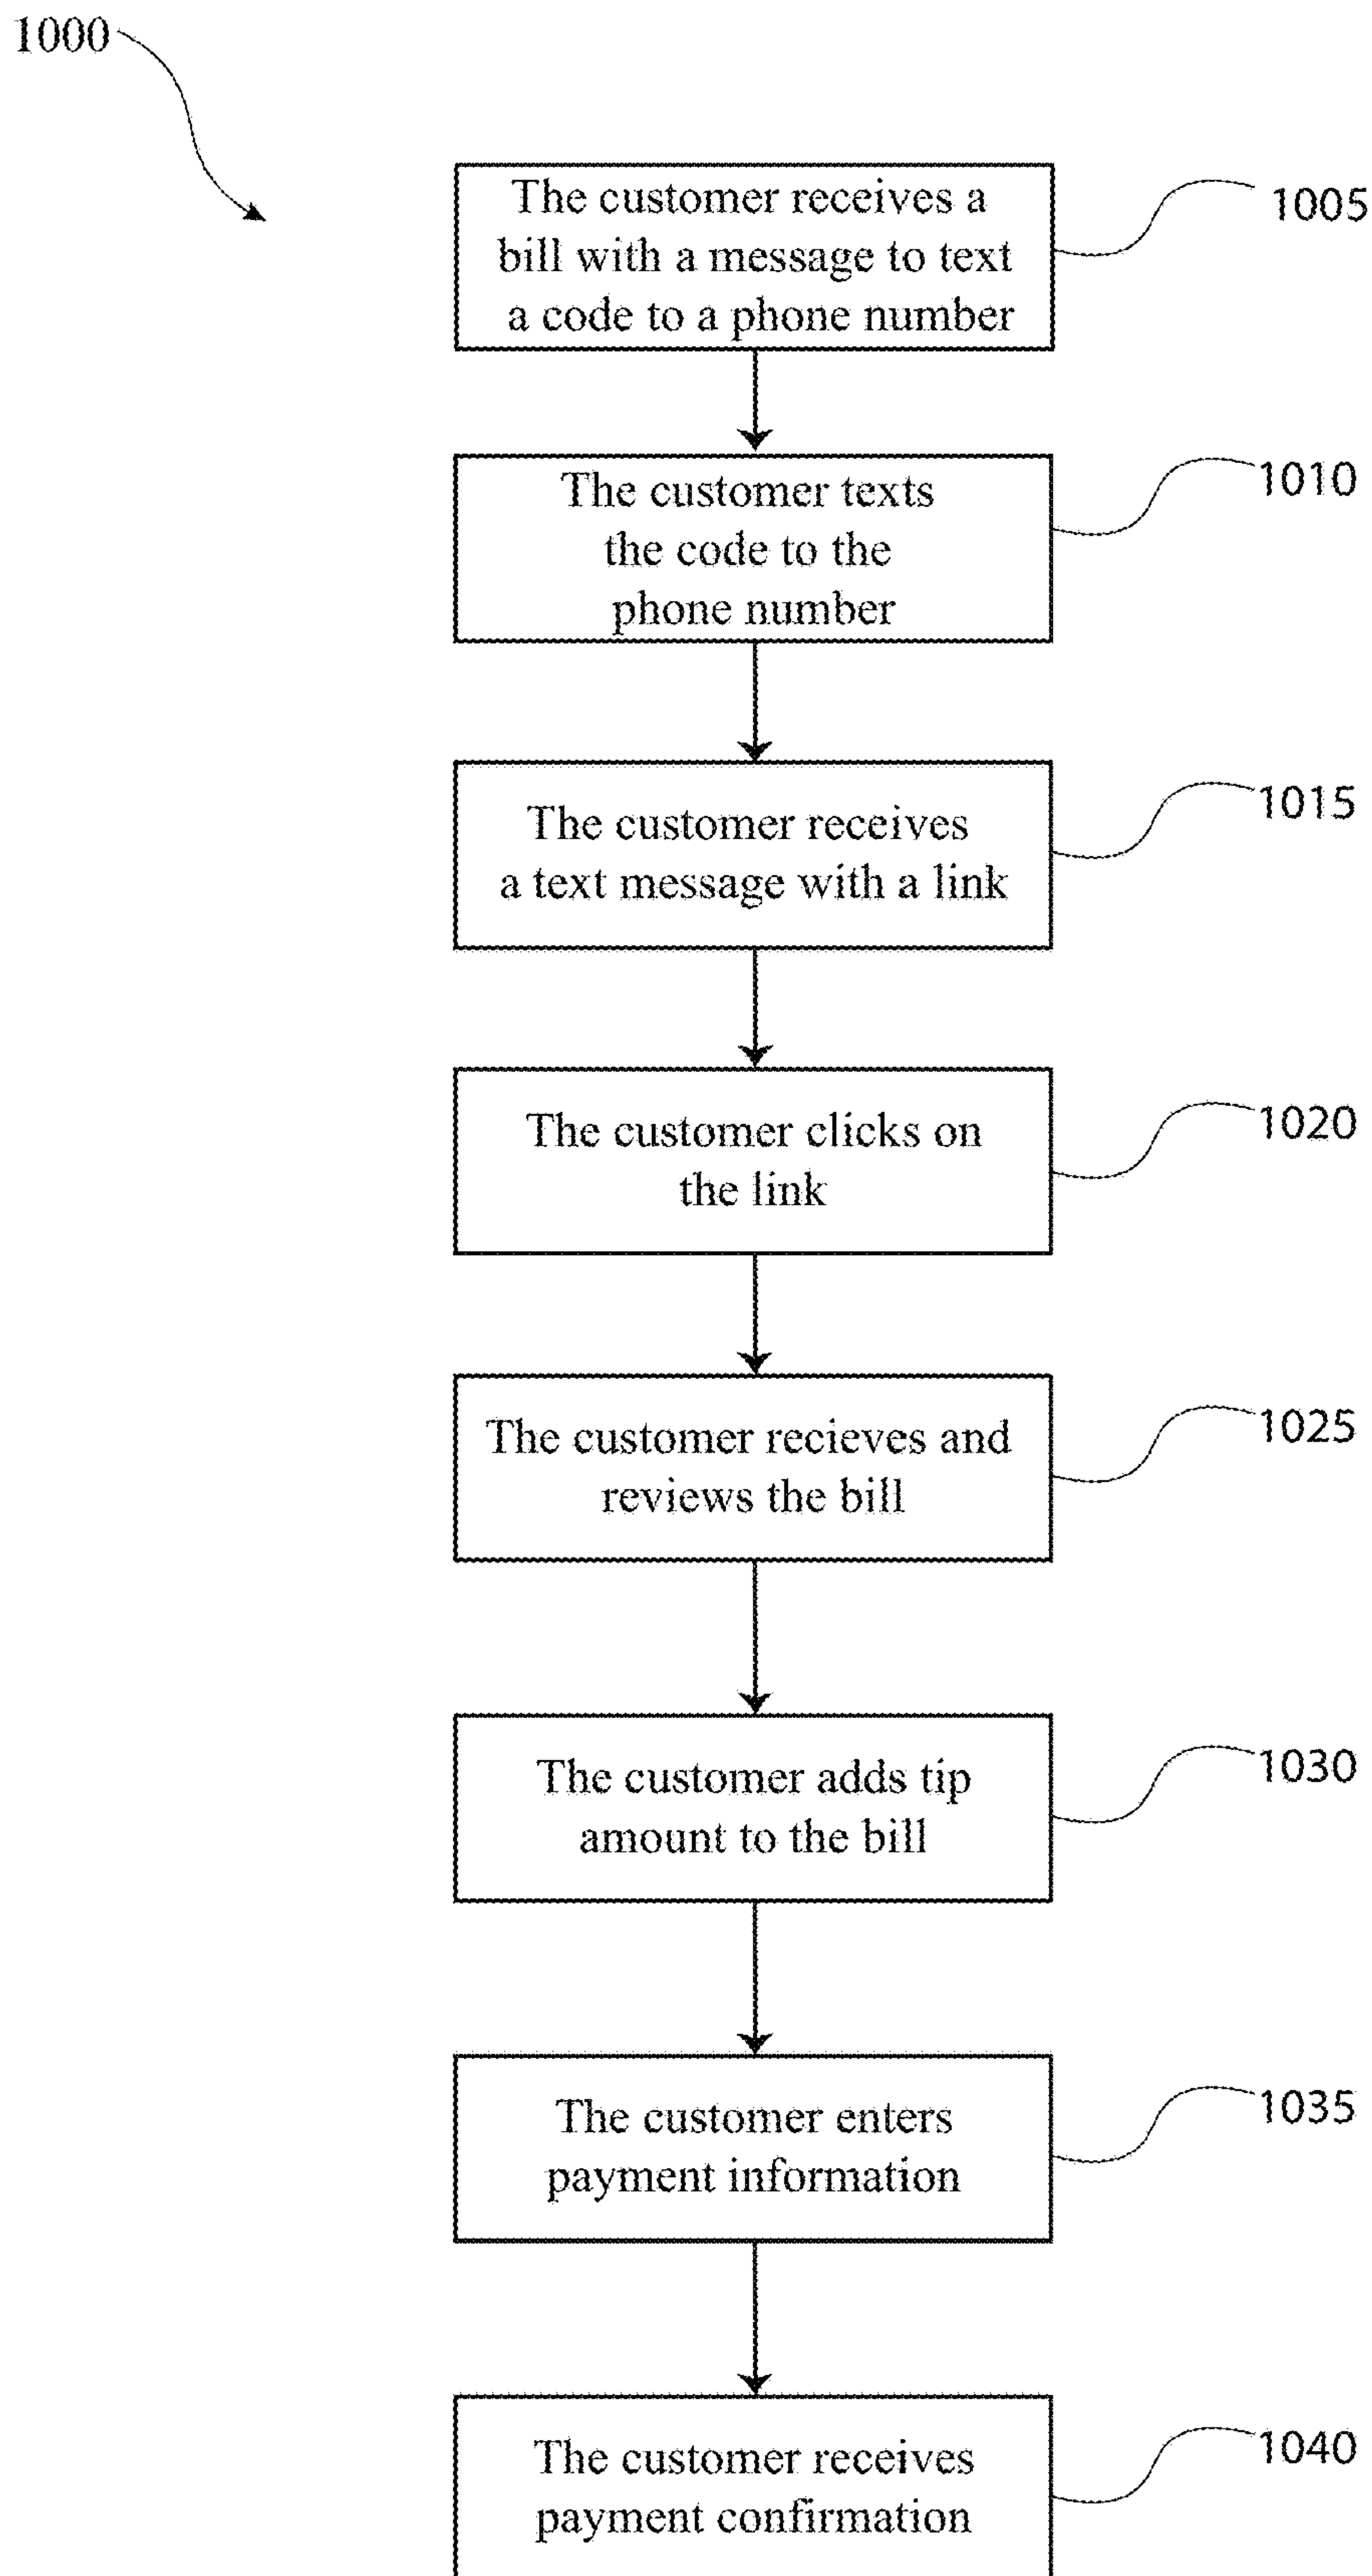 1000
The customer receives a
bill with a message to text
a code to a phone number
1005
The customer texts
the code to the
phone number
1010
The customer receives
a text message with a link
1015
The customer clicks on
the link
1020
The customer recieves and
reviews the bill
1025
The customer adds tip
amount to the bill
1030
The customer enters
payment information
1035
The customer receives
payment confirmation
1040